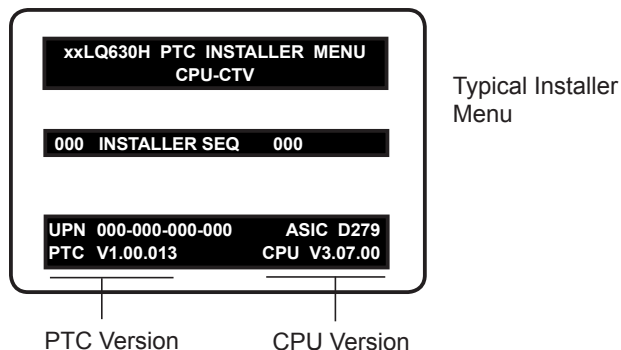 xxLQ630H PTC INSTALLER MENU
CPU-CTV
Typical Installer
Menu
000 INSTALLER SEQ 000
UPN 000-000-000-000 ASIC D279
PTC V1.00.013 CPU V3.07.00
PTC Version CPU Version